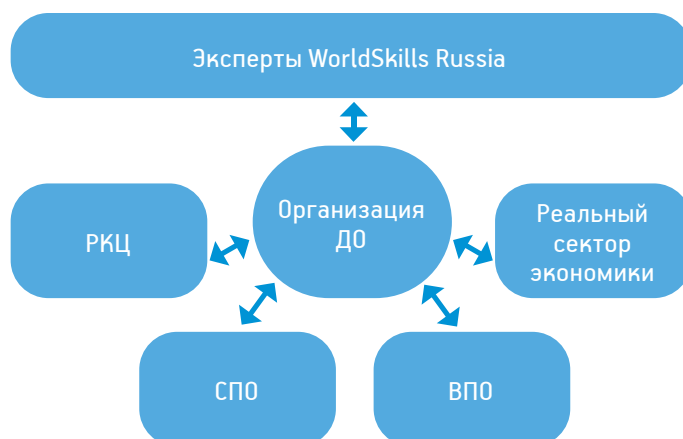 Эксперты WorldSkills Russia
Организация
ДО
РКЦ
Реальный
сектор
экономики
СПО
ВПО